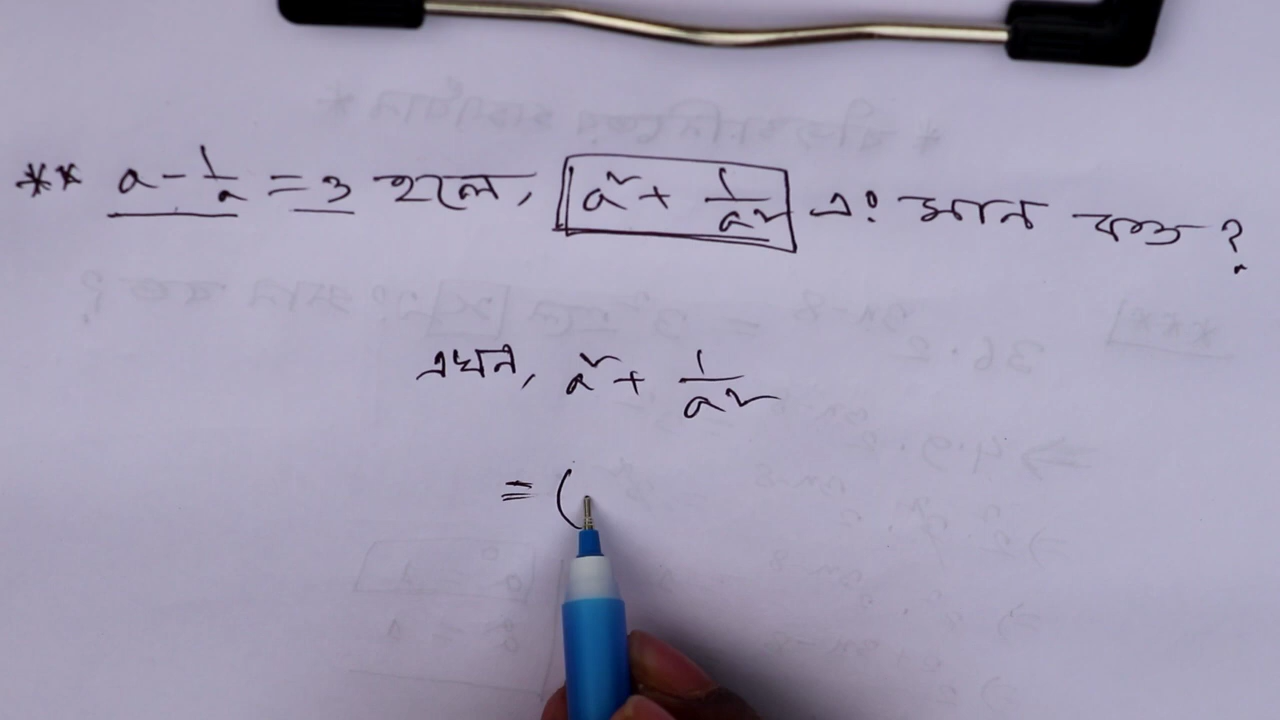 ** a - 1/a = 3 হলে, a² + 1/a² এর মান কত ?
এখন, a² + 1/a²
= (